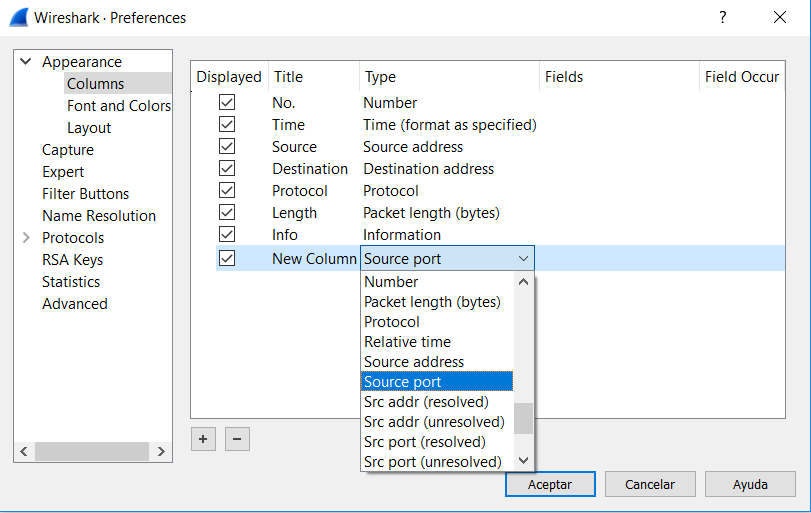 Wireshark · Preferences
Appearance
Columns
Font and Colors
Layout
Capture
Expert
Filter Buttons
Name Resolution
Protocols
RSA Keys
Statistics
Advanced
Displayed Title Type Fields Field Occur
No. Number
Time Time (format as specified)
Source Source address
Destination Destination address
Protocol Protocol
Length Packet length (bytes)
Info Information
New Column Source port
Number
Packet length (bytes)
Protocol
Relative time
Source address
Source port
Src addr (resolved)
Src addr (unresolved)
Src port (resolved)
Src port (unresolved)
Aceptar Cancelar Ayuda